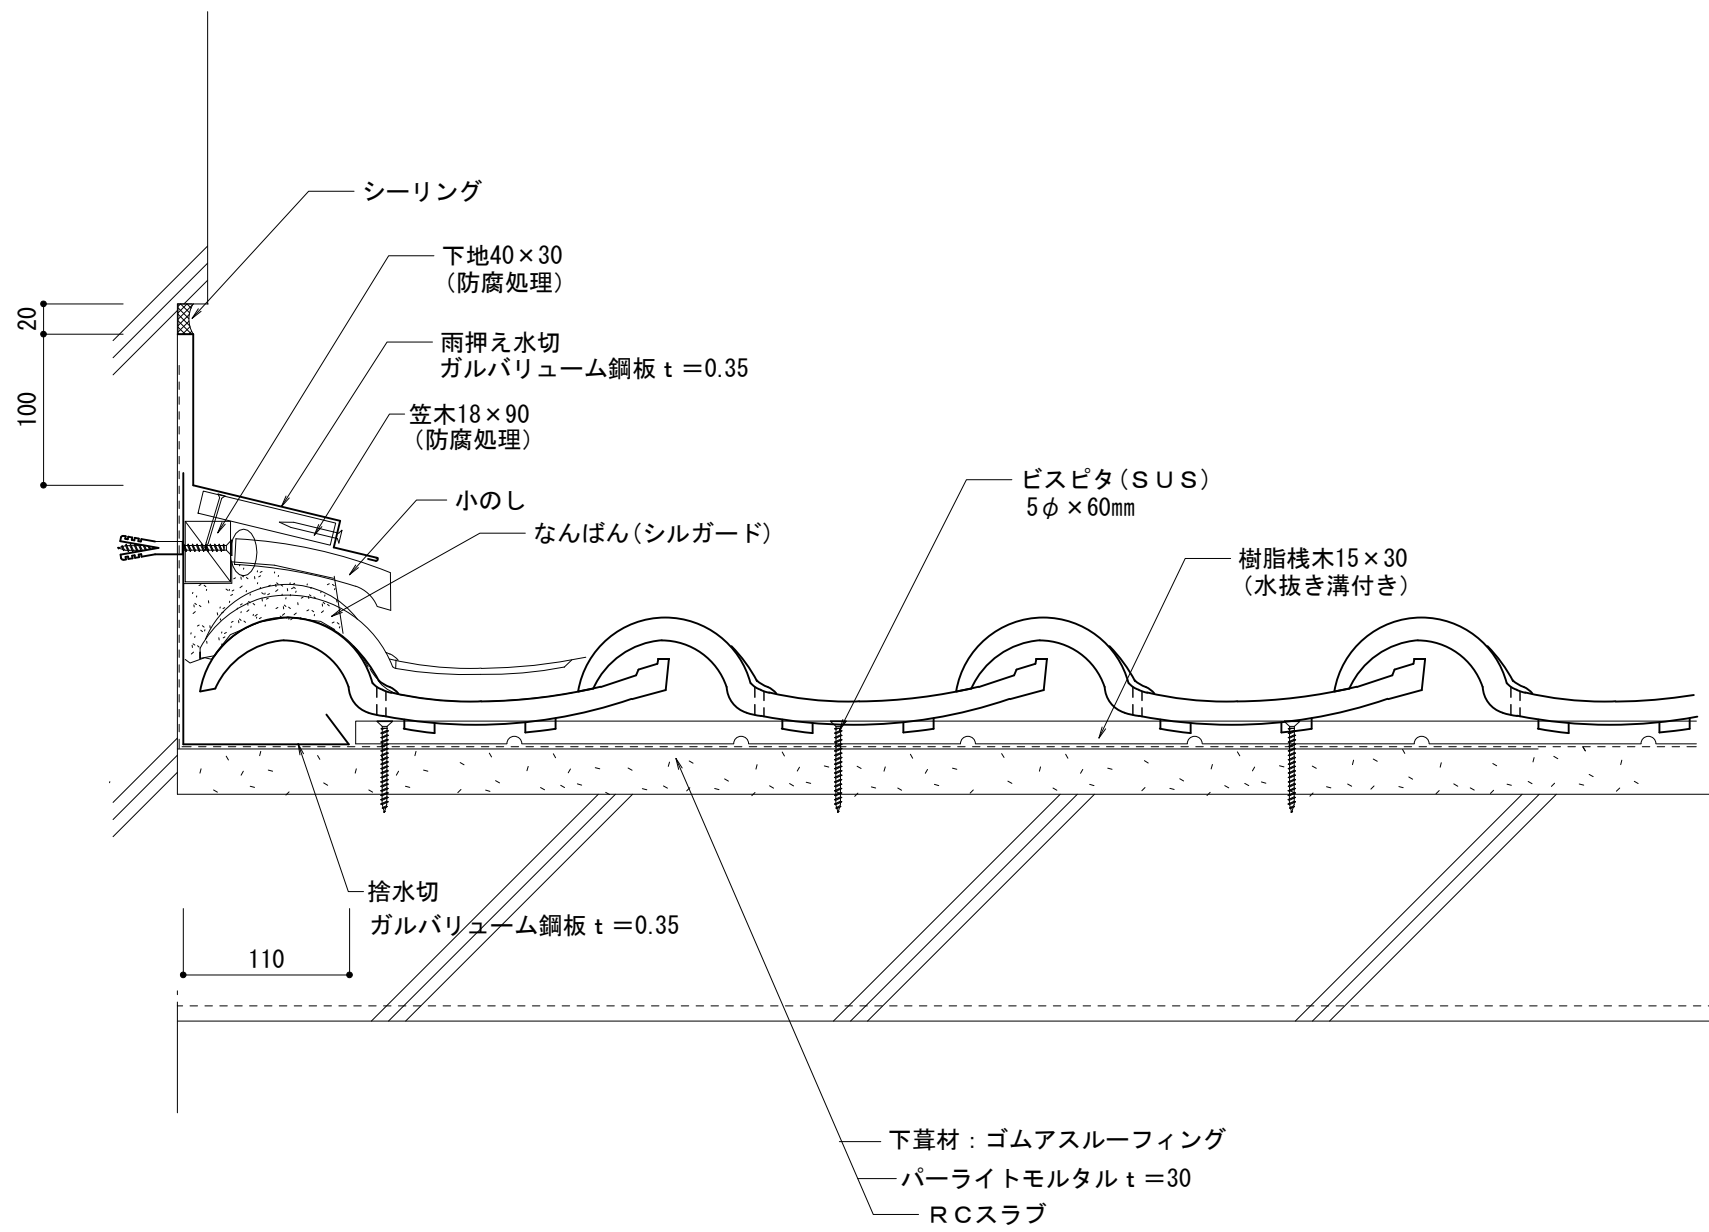 シーリング
下地40×30
(防腐処理)
20
雨押え水切
ガルバリューム鋼板ｔ＝0.35
100
笠木18×90
(防腐処理)
小のし
ビスピタ(ＳＵＳ)
5φ×60㎜
なんばん(シルガード)
樹脂桟木15×30
(水抜き溝付き)
捨水切
ガルバリューム鋼板ｔ＝0.35
110
下葺材：ゴムアスルーフィング
パーライトモルタルｔ＝30
ＲＣスラブ